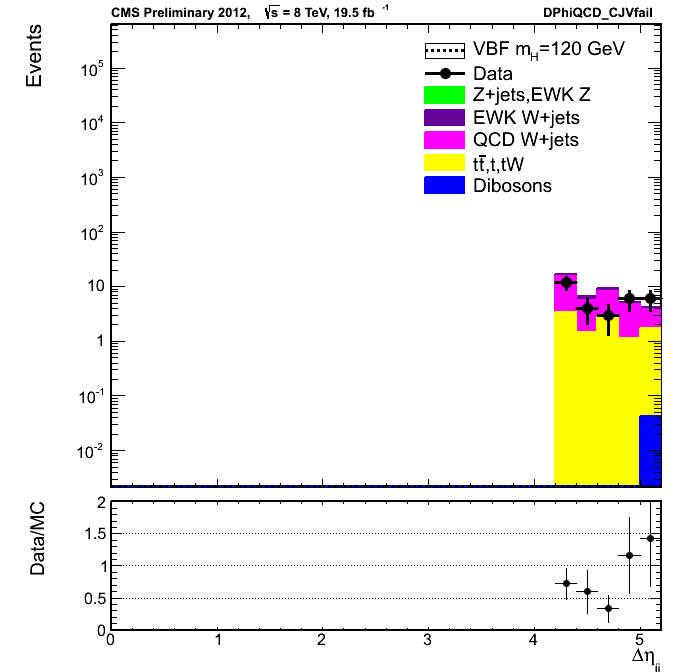 CMS Preliminary 2012, √s = 8 TeV, 19.5 fb⁻¹ DPhiQCD_CJVfail
Events
VBF m_H=120 GeV
Data
Z+jets,EWK Z
EWK W+jets
QCD W+jets
tt̄,t,tW
Dibosons
10⁵
10⁴
10³
10²
10
1
10⁻¹
10⁻²
Data/MC
2
1.5
1
0.5
0
0 1 2 3 4 5
Δη_jj